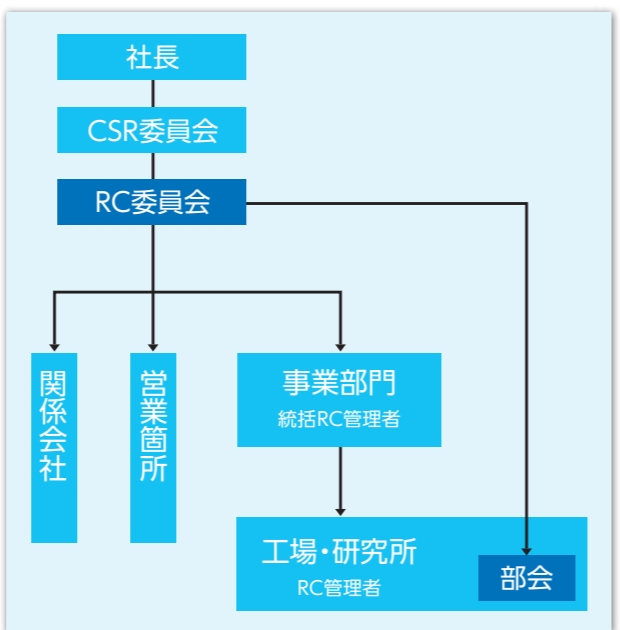 社長
CSR委員会
RC委員会
関係会社
営業箇所
事業部門
統括RC管理者
工場・研究所
RC管理者
部会